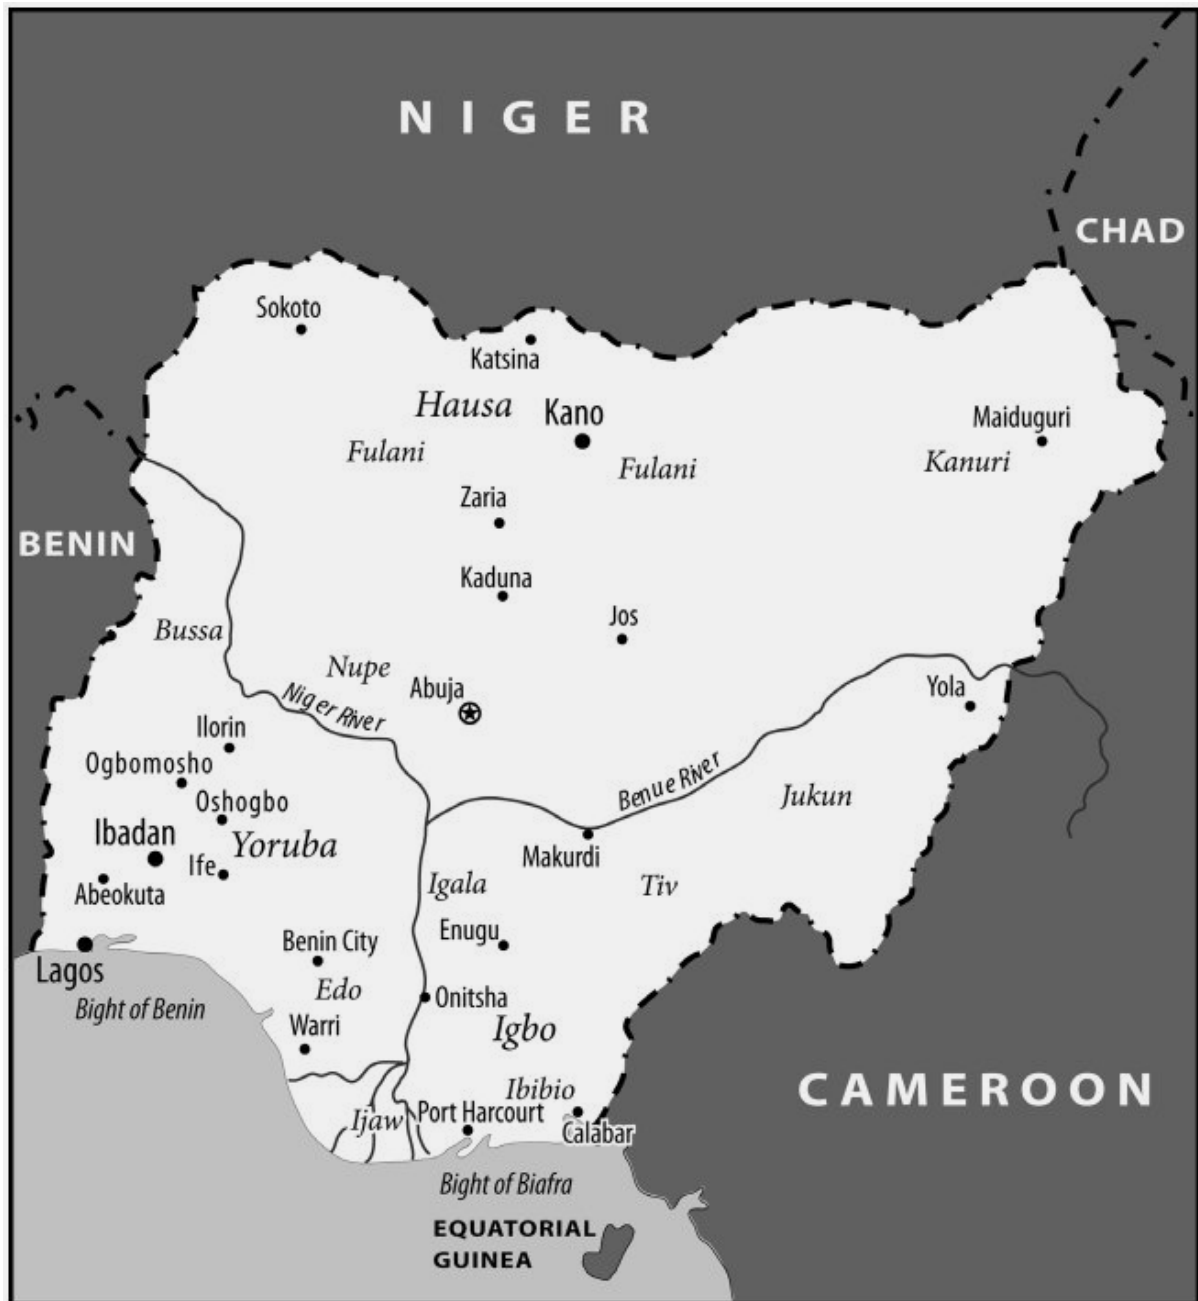 NIGER
CHAD
Sokoto
Katsina
Hausa
Kano
Maiduguri
Fulani
Fulani
Kanuri
Zaria
BENIN
Kaduna
Jos
Bussa
Nupe
Abuja
Yola
Niger River
Ilorin
Ogbomosho
Benue River
Jukun
Oshogbo
Ibadan
Yoruba
Makurdi
Ife
Igala
Tiv
Abeokuta
Enugu
Benin City
Lagos
Edo
Onitsha
Bight of Benin
Warri
Igbo
CAMEROON
Ibibio
Ijaw
Port Harcourt
Calabar
Bight of Biafra
EQUATORIAL
GUINEA